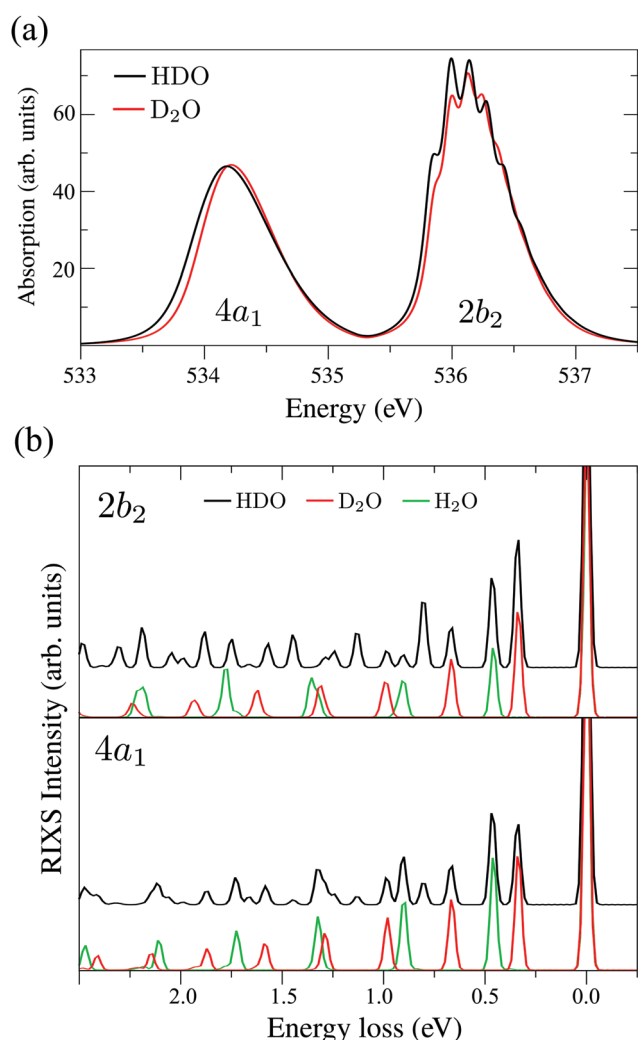 (a)
HDO
D₂O
Absorption (arb. units)
60
40
20
4a₁
2b₂
533
534
535
536
537
Energy (eV)
(b)
2b₂
HDO
D₂O
H₂O
RIXS Intensity (arb. units)
4a₁
2.0
1.5
1.0
0.5
0.0
Energy loss (eV)